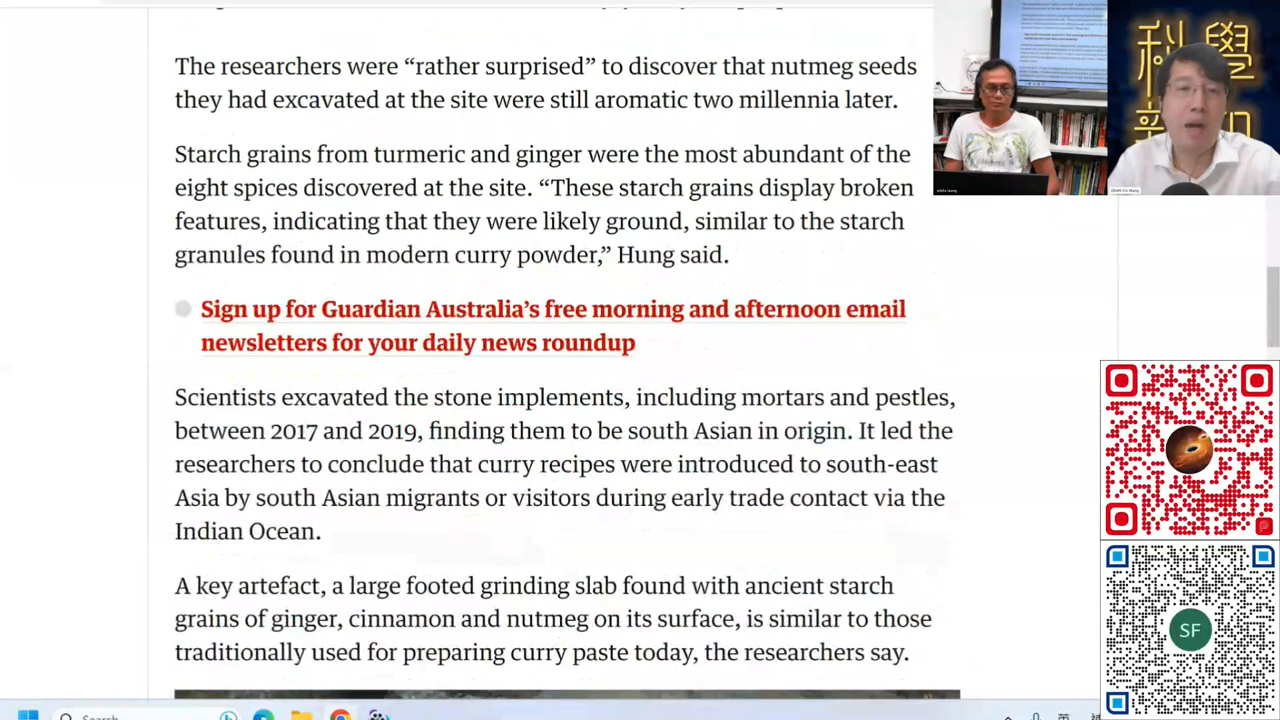 The researchers were “rather surprised” to discover that nutmeg seeds
they had excavated at the site were still aromatic two millennia later.
Starch grains from turmeric and ginger were the most abundant of the
eight spices discovered at the site. “These starch grains display broken
features, indicating that they were likely ground, similar to the starch
granules found in modern curry powder,” Hung said.
Sign up for Guardian Australia’s free morning and afternoon email
newsletters for your daily news roundup
Scientists excavated the stone implements, including mortars and pestles,
between 2017 and 2019, finding them to be south Asian in origin. It led the
researchers to conclude that curry recipes were introduced to south-east
Asia by south Asian migrants or visitors during early trade contact via the
Indian Ocean.
A key artefact, a large footed grinding slab found with ancient starch
grains of ginger, cinnamon and nutmeg on its surface, is similar to those
traditionally used for preparing curry paste today, the researchers say.
科學
SF
Search